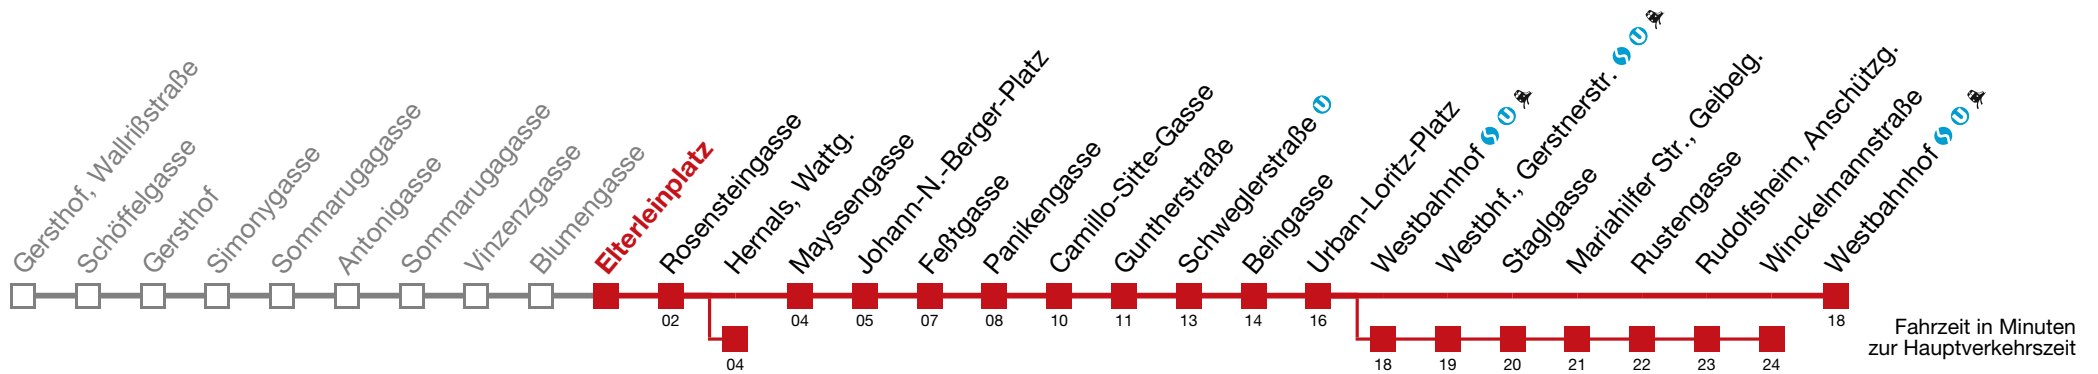 Gersthof, Wallrißstraße
Schöffelgasse
Gersthof
Simonygasse
Sommarugagasse
Antonigasse
Sommarugagasse
Vinzenzgasse
Blumengasse
Elterleinplatz
Rosensteingasse
Hernals, Wattg.
Mayssengasse
Johann-N.-Berger-Platz
Feßtgasse
Panikengasse
Camillo-Sitte-Gasse
Guntherstraße
Schweglerstraße U
Beingasse
Urban-Loritz-Platz
Westbahnhof S U
Westbhf., Gerstnerstr. S U
Staglgasse
Mariahilfer Str., Geibelg.
Rustengasse
Rudolfsheim, Anschützg.
Winckelmannstraße
Westbahnhof S U
02 04 05 07 08 10 11 13 14 16 18
04 18 19 20 21 22 23 24
Fahrzeit in Minuten
zur Hauptverkehrszeit